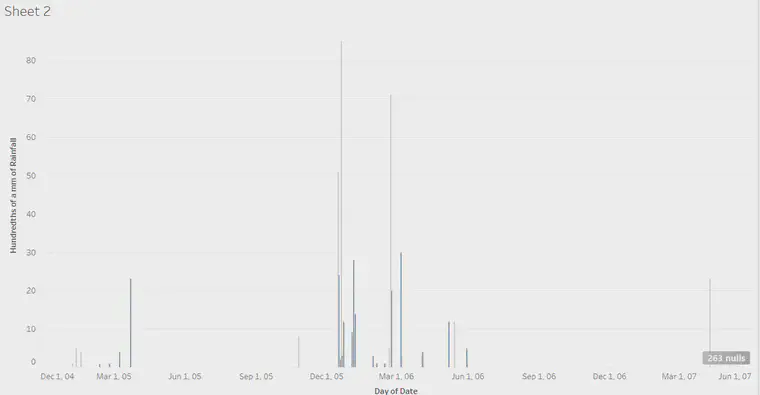 Sheet 2
80
70
60
50
40
30
20
10
0
Hundredths of a mm of Rainfall
263 nulls
Dec 1, 04 Mar 1, 05 Jun 1, 05 Sep 1, 05 Dec 1, 05 Mar 1, 06 Jun 1, 06 Sep 1, 06 Dec 1, 06 Mar 1, 07 Jun 1, 07
Day of Date